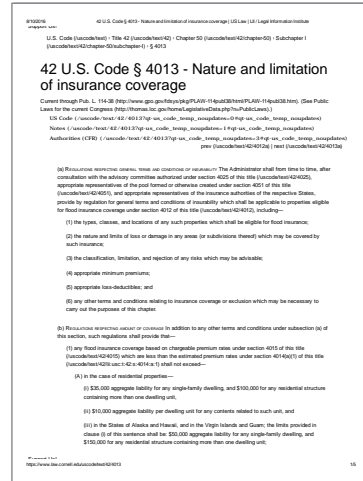 8/10/2016 42 U.S. Code § 4013 - Nature and limitation of insurance coverage | US Law | LII / Legal Information Institute
U.S. Code (/uscode/text) › Title 42 (/uscode/text/42) › Chapter 50 (/uscode/text/42/chapter-50) › Subchapter I
(/uscode/text/42/chapter-50/subchapter-I) › § 4013
42 U.S. Code § 4013 - Nature and limitation
of insurance coverage
Current through Pub. L. 114-38 (http://www.gpo.gov/fdsys/pkg/PLAW-114publ38/html/PLAW-114publ38.htm). (See Public
Laws for the current Congress (http://thomas.loc.gov/home/LegislativeData.php?n=PublicLaws).)
US Code (/uscode/text/42/4013?qt-us_code_temp_noupdates=0#qt-us_code_temp_noupdates)
Notes (/uscode/text/42/4013?qt-us_code_temp_noupdates=1#qt-us_code_temp_noupdates)
Authorities (CFR) (/uscode/text/42/4013?qt-us_code_temp_noupdates=3#qt-us_code_temp_noupdates)
prev (/uscode/text/42/4012a) | next (/uscode/text/42/4013a)
(a) REGULATIONS RESPECTING GENERAL TERMS AND CONDITIONS OF INSURABILITY The Administrator shall from time to time, after
consultation with the advisory committee authorized under section 4025 of this title (/uscode/text/42/4025),
appropriate representatives of the pool formed or otherwise created under section 4051 of this title
(/uscode/text/42/4051), and appropriate representatives of the insurance authorities of the respective States,
provide by regulation for general terms and conditions of insurability which shall be applicable to properties eligible
for flood insurance coverage under section 4012 of this title (/uscode/text/42/4012), including—
(1) the types, classes, and locations of any such properties which shall be eligible for flood insurance;
(2) the nature and limits of loss or damage in any areas (or subdivisions thereof) which may be covered by
such insurance;
(3) the classification, limitation, and rejection of any risks which may be advisable;
(4) appropriate minimum premiums;
(5) appropriate loss-deductibles; and
(6) any other terms and conditions relating to insurance coverage or exclusion which may be necessary to
carry out the purposes of this chapter.
(b) REGULATIONS RESPECTING AMOUNT OF COVERAGE In addition to any other terms and conditions under subsection (a) of
this section, such regulations shall provide that—
(1) any flood insurance coverage based on chargeable premium rates under section 4015 of this title
(/uscode/text/42/4015) which are less than the estimated premium rates under section 4014(a)(1) of this title
(/uscode/text/42/lii:usc:t:42:s:4014:a:1) shall not exceed—
(A) in the case of residential properties—
(i) $35,000 aggregate liability for any single-family dwelling, and $100,000 for any residential structure
containing more than one dwelling unit,
(ii) $10,000 aggregate liability per dwelling unit for any contents related to such unit, and
(iii) in the States of Alaska and Hawaii, and in the Virgin Islands and Guam, the limits provided in
clause (i) of this sentence shall be: $50,000 aggregate liability for any single-family dwelling, and
$150,000 for any residential structure containing more than one dwelling unit;
https://www.law.cornell.edu/uscode/text/42/4013 1/5